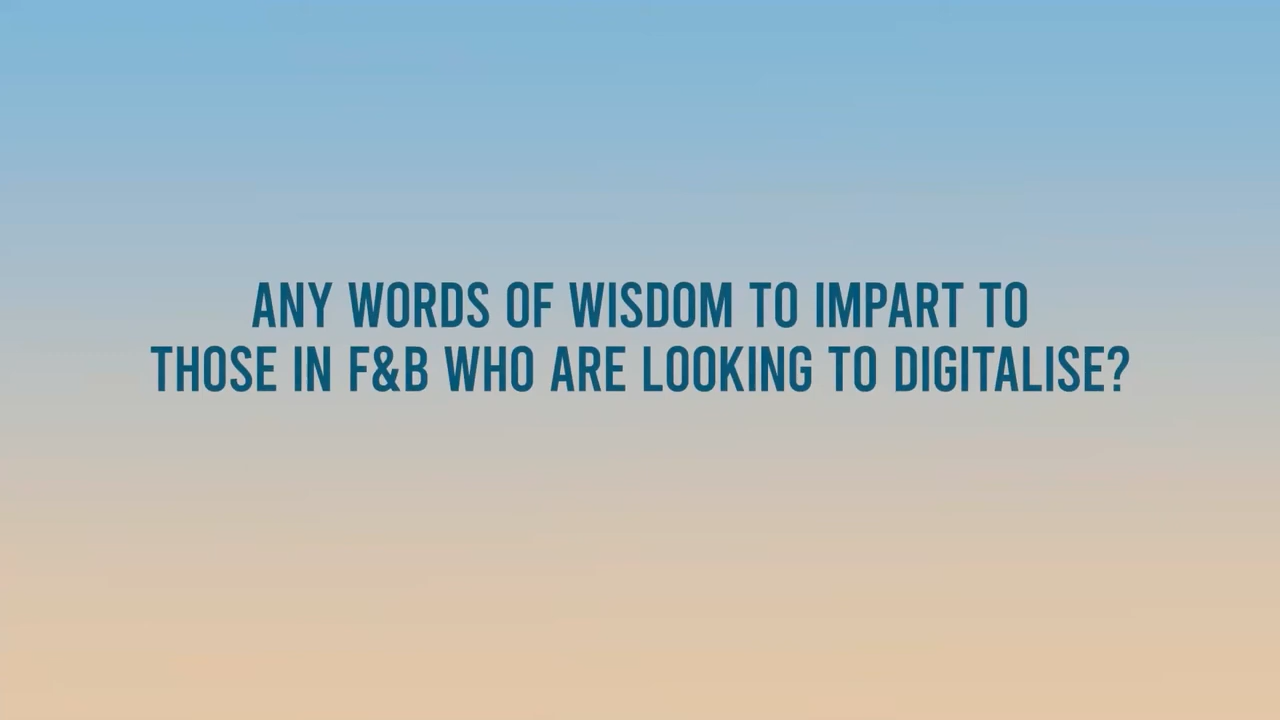 ANY WORDS OF WISDOM TO IMPART TO
THOSE IN F&B WHO ARE LOOKING TO DIGITALISE?